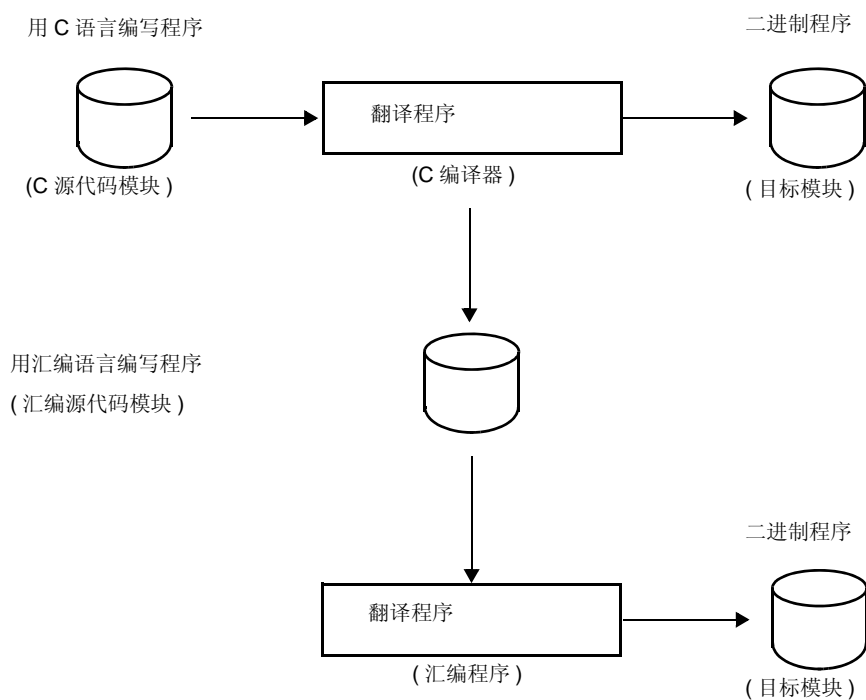 用 C 语言编写程序
二进制程序
翻译程序
(C 源代码模块 )
(C 编译器 )
( 目标模块 )
用汇编语言编写程序
( 汇编源代码模块 )
二进制程序
翻译程序
( 汇编程序 )
( 目标模块 )